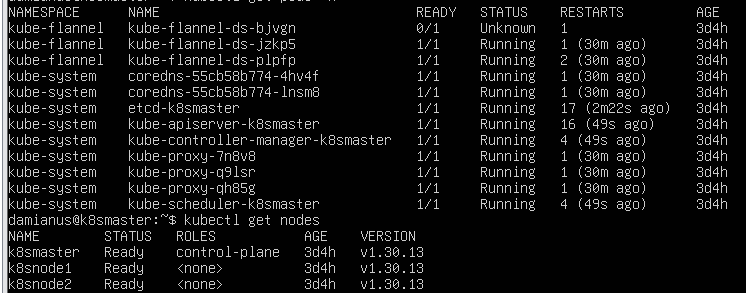 NAMESPACE NAME READY STATUS RESTARTS AGE
kube-flannel kube-flannel-ds-bjvgn 0/1 Unknown 1 3d4h
kube-flannel kube-flannel-ds-jzkp5 1/1 Running 1 (30m ago) 3d4h
kube-flannel kube-flannel-ds-plpfp 1/1 Running 2 (30m ago) 3d4h
kube-system coredns-55cb58b774-4hv4f 1/1 Running 1 (30m ago) 3d4h
kube-system coredns-55cb58b774-lnsm8 1/1 Running 1 (30m ago) 3d4h
kube-system etcd-k8smaster 1/1 Running 17 (2m22s ago) 3d4h
kube-system kube-apiserver-k8smaster 1/1 Running 16 (49s ago) 3d4h
kube-system kube-controller-manager-k8smaster 1/1 Running 4 (49s ago) 3d4h
kube-system kube-proxy-7n8v8 1/1 Running 1 (30m ago) 3d4h
kube-system kube-proxy-q9lsr 1/1 Running 1 (30m ago) 3d4h
kube-system kube-proxy-qh85g 1/1 Running 1 (30m ago) 3d4h
kube-system kube-scheduler-k8smaster 1/1 Running 4 (49s ago) 3d4h
damianus@k8smaster:~$ kubectl get nodes
NAME STATUS ROLES AGE VERSION
k8smaster Ready control-plane 3d4h v1.30.13
k8snode1 Ready <none> 3d4h v1.30.13
k8snode2 Ready <none> 3d4h v1.30.13